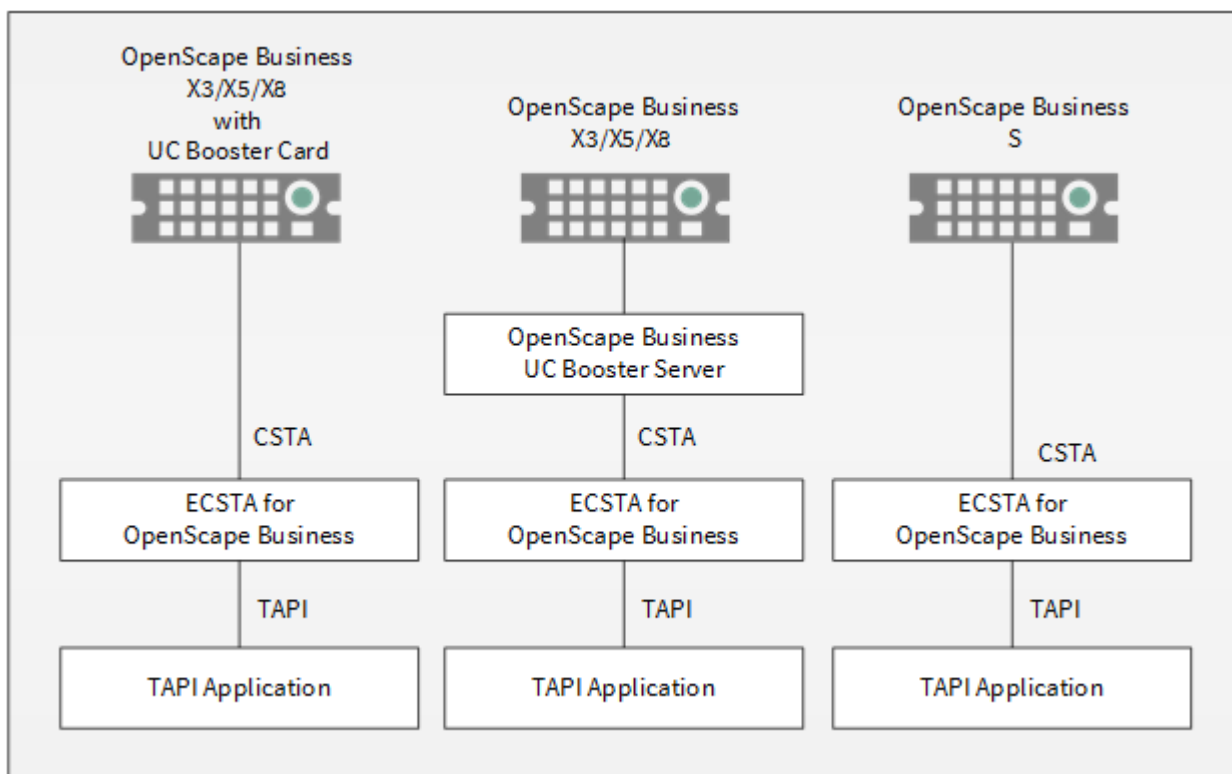 OpenScape Business
X3/X5/X8
with
UC Booster Card
OpenScape Business
X3/X5/X8
OpenScape Business
S
OpenScape Business
UC Booster Server
CSTA
CSTA
CSTA
ECSTA for
OpenScape Business
ECSTA for
OpenScape Business
ECSTA for
OpenScape Business
TAPI
TAPI
TAPI
TAPI Application
TAPI Application
TAPI Application